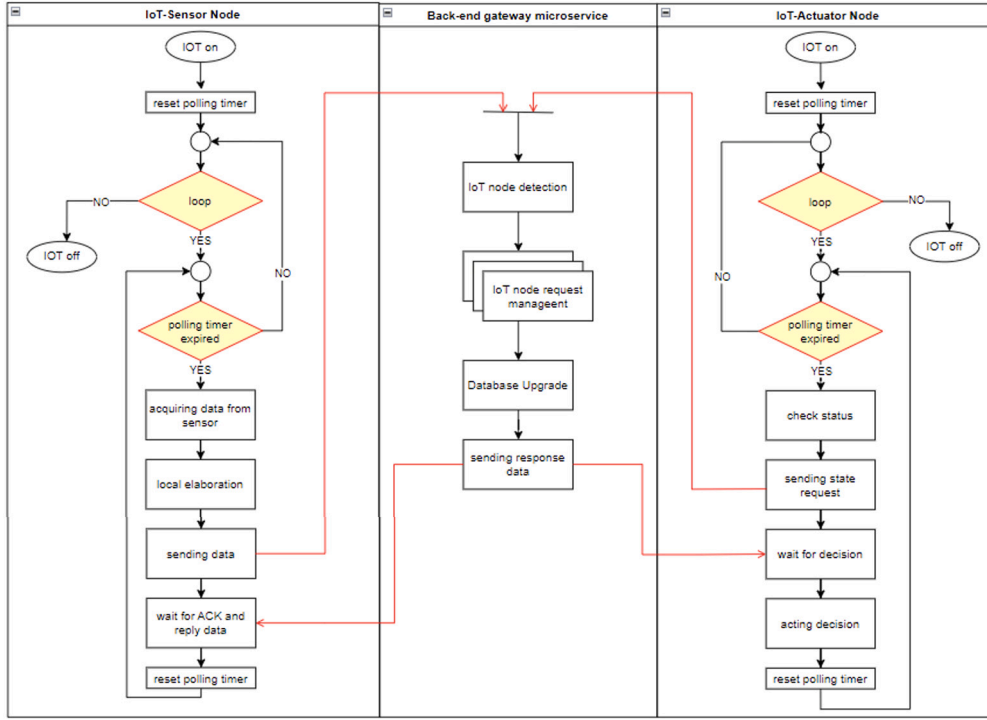 IoT-Sensor Node
IOT on
reset polling timer
loop
NO
IOT off
YES
NO
polling timer
expired
YES
acquiring data from
sensor
local elaboration
sending data
wait for ACK and
reply data
reset polling timer
Back-end gateway microservice
IoT node detection
IoT node request
manageent
Database Upgrade
sending response
data
IoT-Actuator Node
IOT on
reset polling timer
loop
NO
IOT off
YES
NO
polling timer
expired
YES
check status
sending state
request
wait for decision
acting decision
reset polling timer